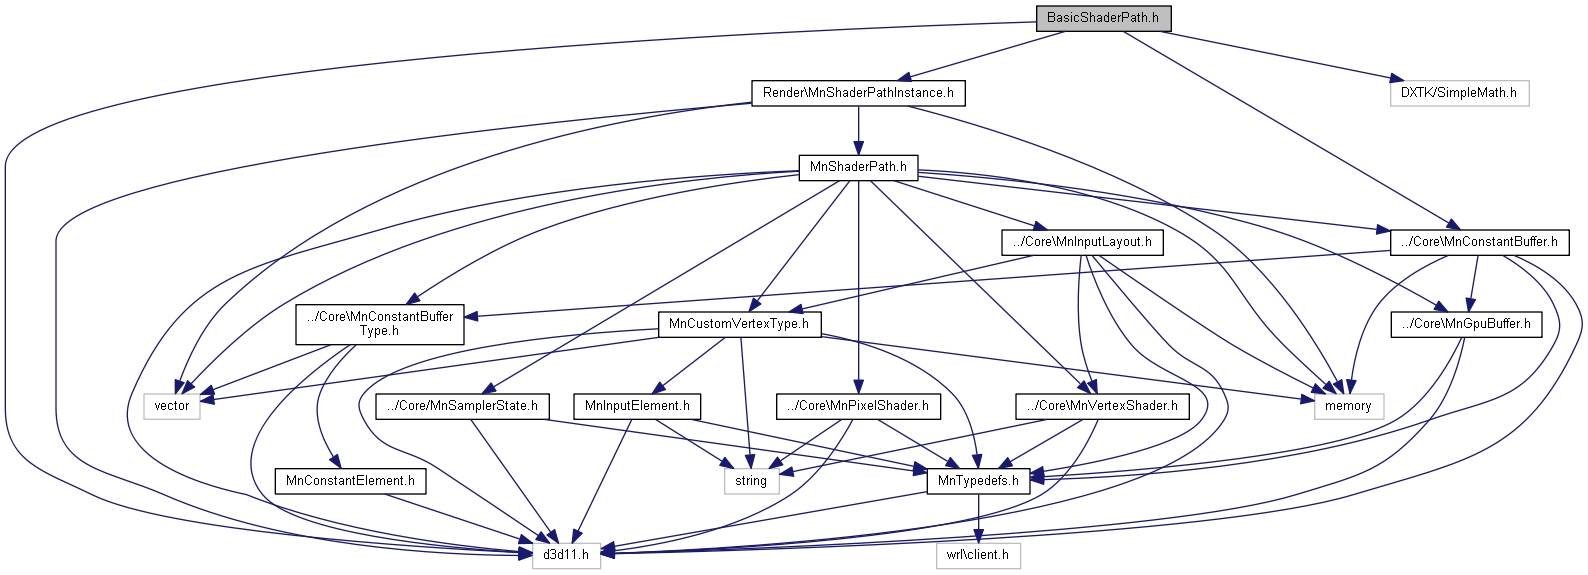 BasicShaderPath.h
Render\MnShaderPathInstance.h
DXTK/SimpleMath.h
MnShaderPath.h
../Core\MnInputLayout.h
../Core\MnConstantBuffer.h
../Core\MnConstantBuffer
Type.h
MnCustomVertexType.h
../Core\MnGpuBuffer.h
vector
../Core/MnSamplerState.h
MnInputElement.h
../Core\MnPixelShader.h
../Core\MnVertexShader.h
memory
MnConstantElement.h
string
MnTypedefs.h
d3d11.h
wrl\client.h